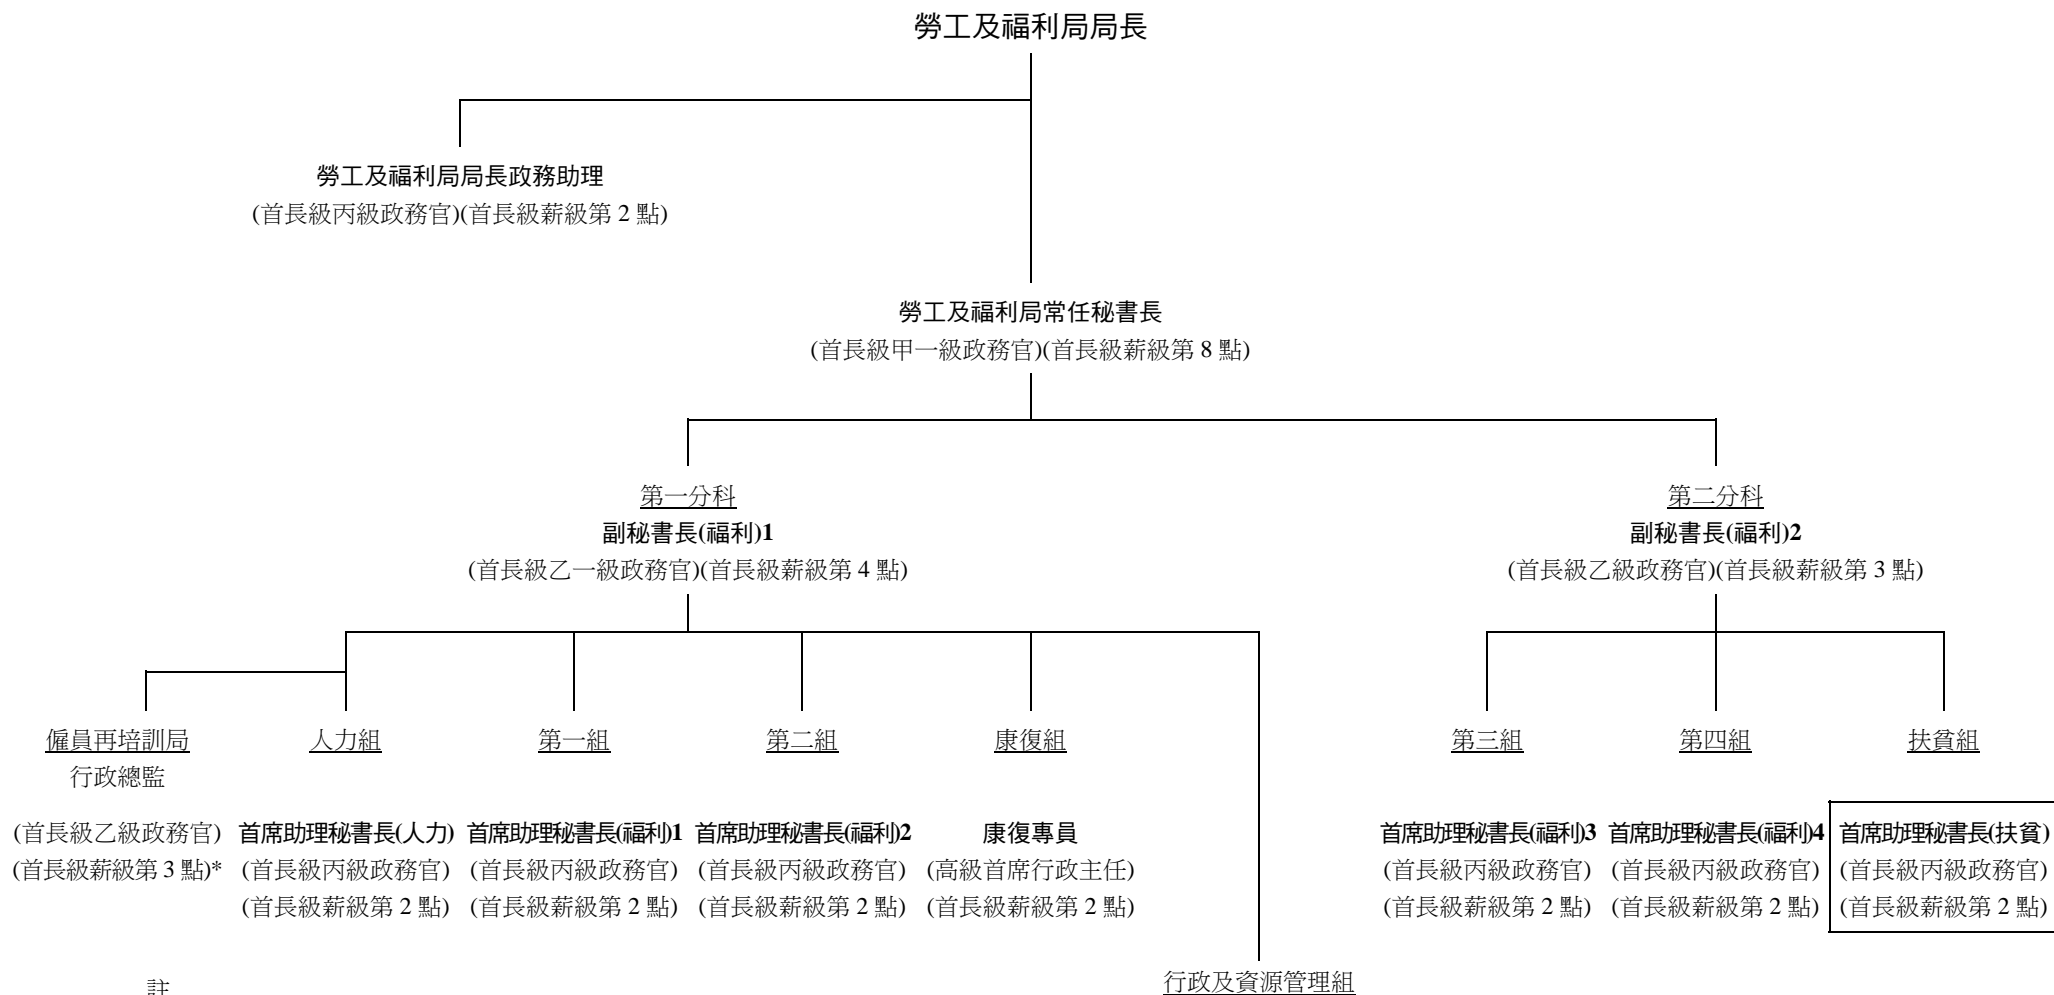 勞工及福利局局長
勞工及福利局局長政務助理
(首長級丙級政務官)(首長級薪級第 2 點)
勞工及福利局常任秘書長
(首長級甲一級政務官)(首長級薪級第 8 點)
第一分科
副秘書長(福利)1
(首長級乙一級政務官)(首長級薪級第 4 點)
第二分科
副秘書長(福利)2
(首長級乙級政務官)(首長級薪級第 3 點)
僱員再培訓局
行政總監
(首長級乙級政務官)
(首長級薪級第 3 點)*
人力組
首席助理秘書長(人力)
(首長級丙級政務官)
(首長級薪級第 2 點)
第一組
首席助理秘書長(福利)1
(首長級丙級政務官)
(首長級薪級第 2 點)
第二組
首席助理秘書長(福利)2
(首長級丙級政務官)
(首長級薪級第 2 點)
康復組
康復專員
(高級首席行政主任)
(首長級薪級第 2 點)
行政及資源管理組
第三組
首席助理秘書長(福利)3
(首長級丙級政務官)
(首長級薪級第 2 點)
第四組
首席助理秘書長(福利)4
(首長級丙級政務官)
(首長級薪級第 2 點)
扶貧組
首席助理秘書長(扶貧)
(首長級丙級政務官)
(首長級薪級第 2 點)
註